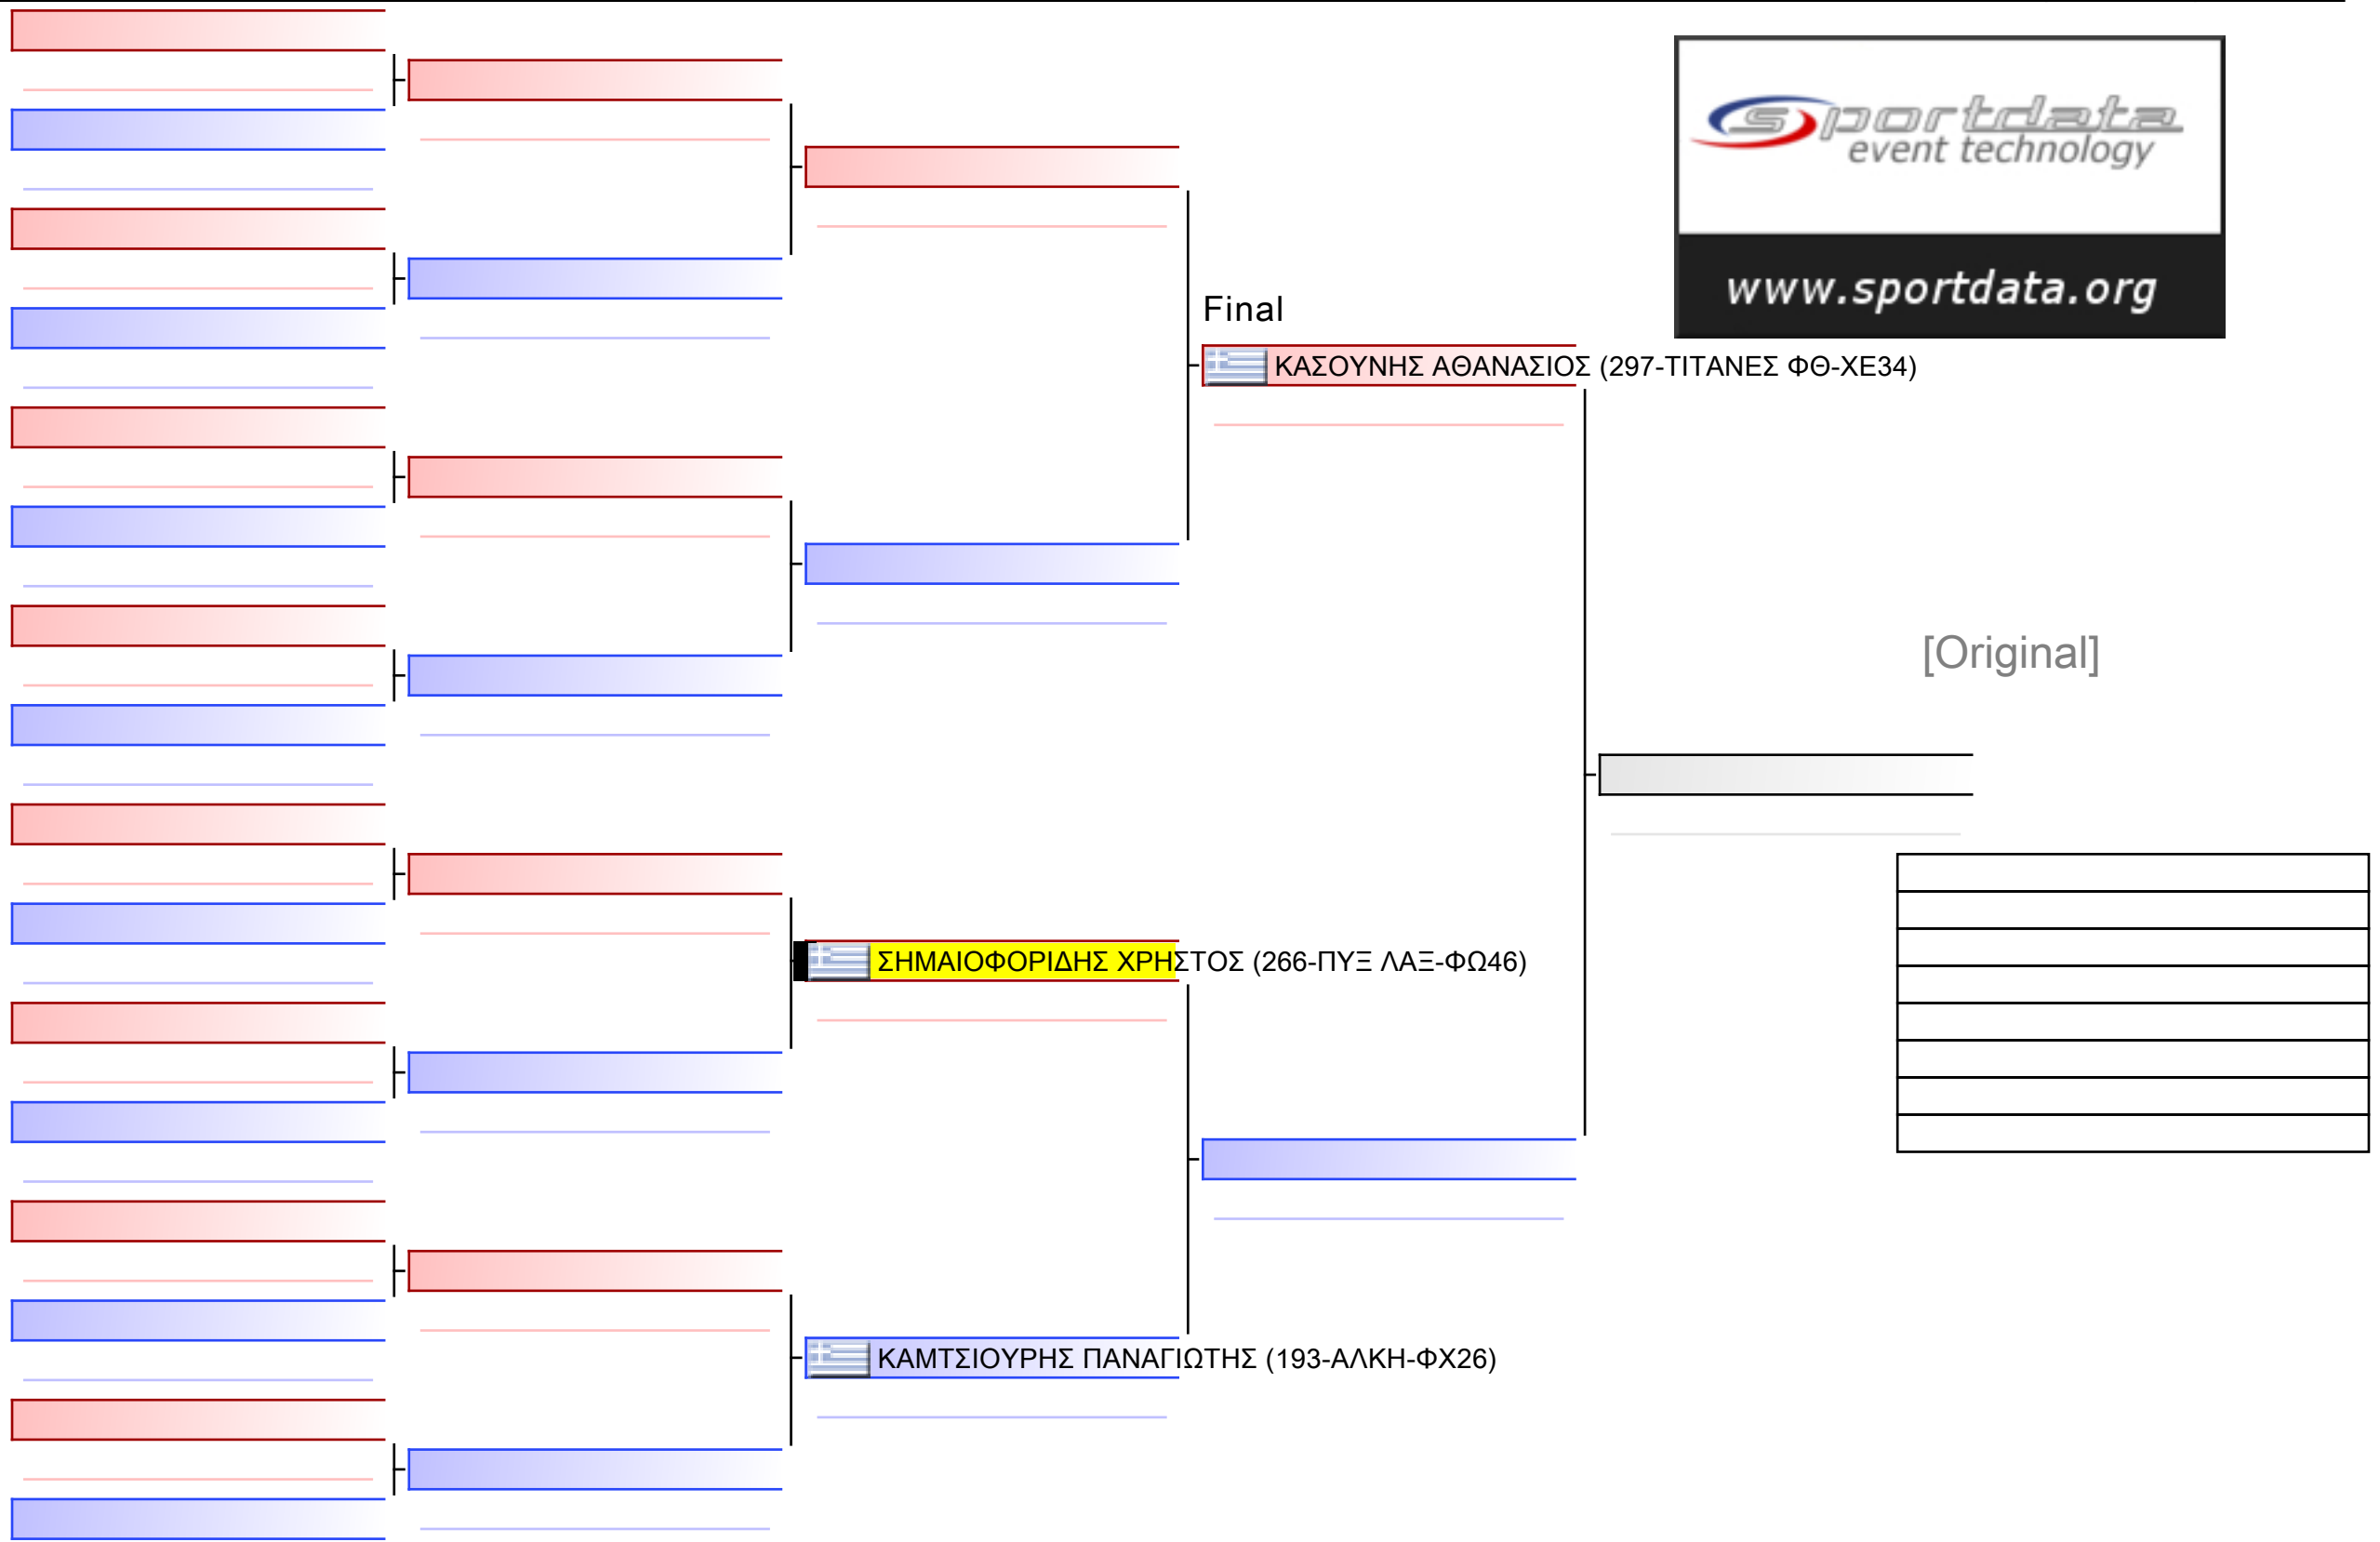 sportdata
event technology
www.sportdata.org
Final
ΚΑΣΟΥΝΗΣ ΑΘΑΝΑΣΙΟΣ (297-ΤΙΤΑΝΕΣ ΦΘ-ΧΕ34)
[Original]
ΣΗΜΑΙΟΦΟΡΙΔΗΣ ΧΡΗΣΤΟΣ (266-ΠΥΞ ΛΑΞ-ΦΩ46)
ΚΑΜΤΣΙΟΥΡΗΣ ΠΑΝΑΓΙΩΤΗΣ (193-ΑΛΚΗ-ΦΧ26)